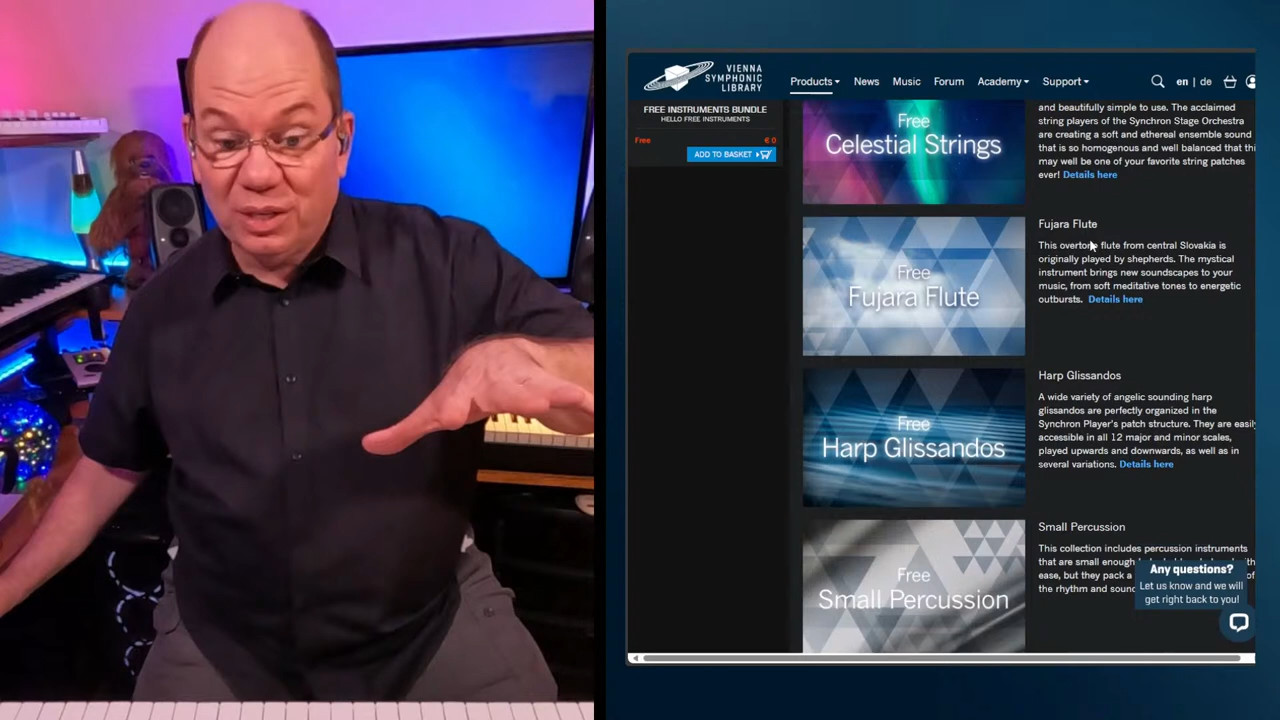 VIENNA
SYMPHONIC
LIBRARY
Products
News
Music
Forum
Academy
Support
en | de
FREE INSTRUMENTS BUNDLE
HELLO FREE INSTRUMENTS
Free € 0
ADD TO BASKET
Free
Celestial Strings
and beautifully simple to use. The acclaimed
string players of the Synchron Stage Orchestra
are creating a soft and ethereal ensemble sound
that is so homogenous and well balanced that
may well be one of your favorite string patches
ever! Details here
Free
Fujara Flute
Fujara Flute
This overtone flute from central Slovakia is
originally played by shepherds. The mystical
instrument brings new soundscapes to your
music, from soft meditative tones to energetic
outbursts. Details here
Free
Harp Glissandos
Harp Glissandos
A wide variety of angelic sounding harp
glissandos are perfectly organized in the
Synchron Player's patch structure. They are easily
accessible in all 12 major and minor scales,
played upwards and downwards, as well as in
several variations. Details here
Free
Small Percussion
Small Percussion
This collection includes percussion instruments
that are small enough
ease, but they pack a
the rhythm and
Any questions?
Let us know and we will
get right back to you!